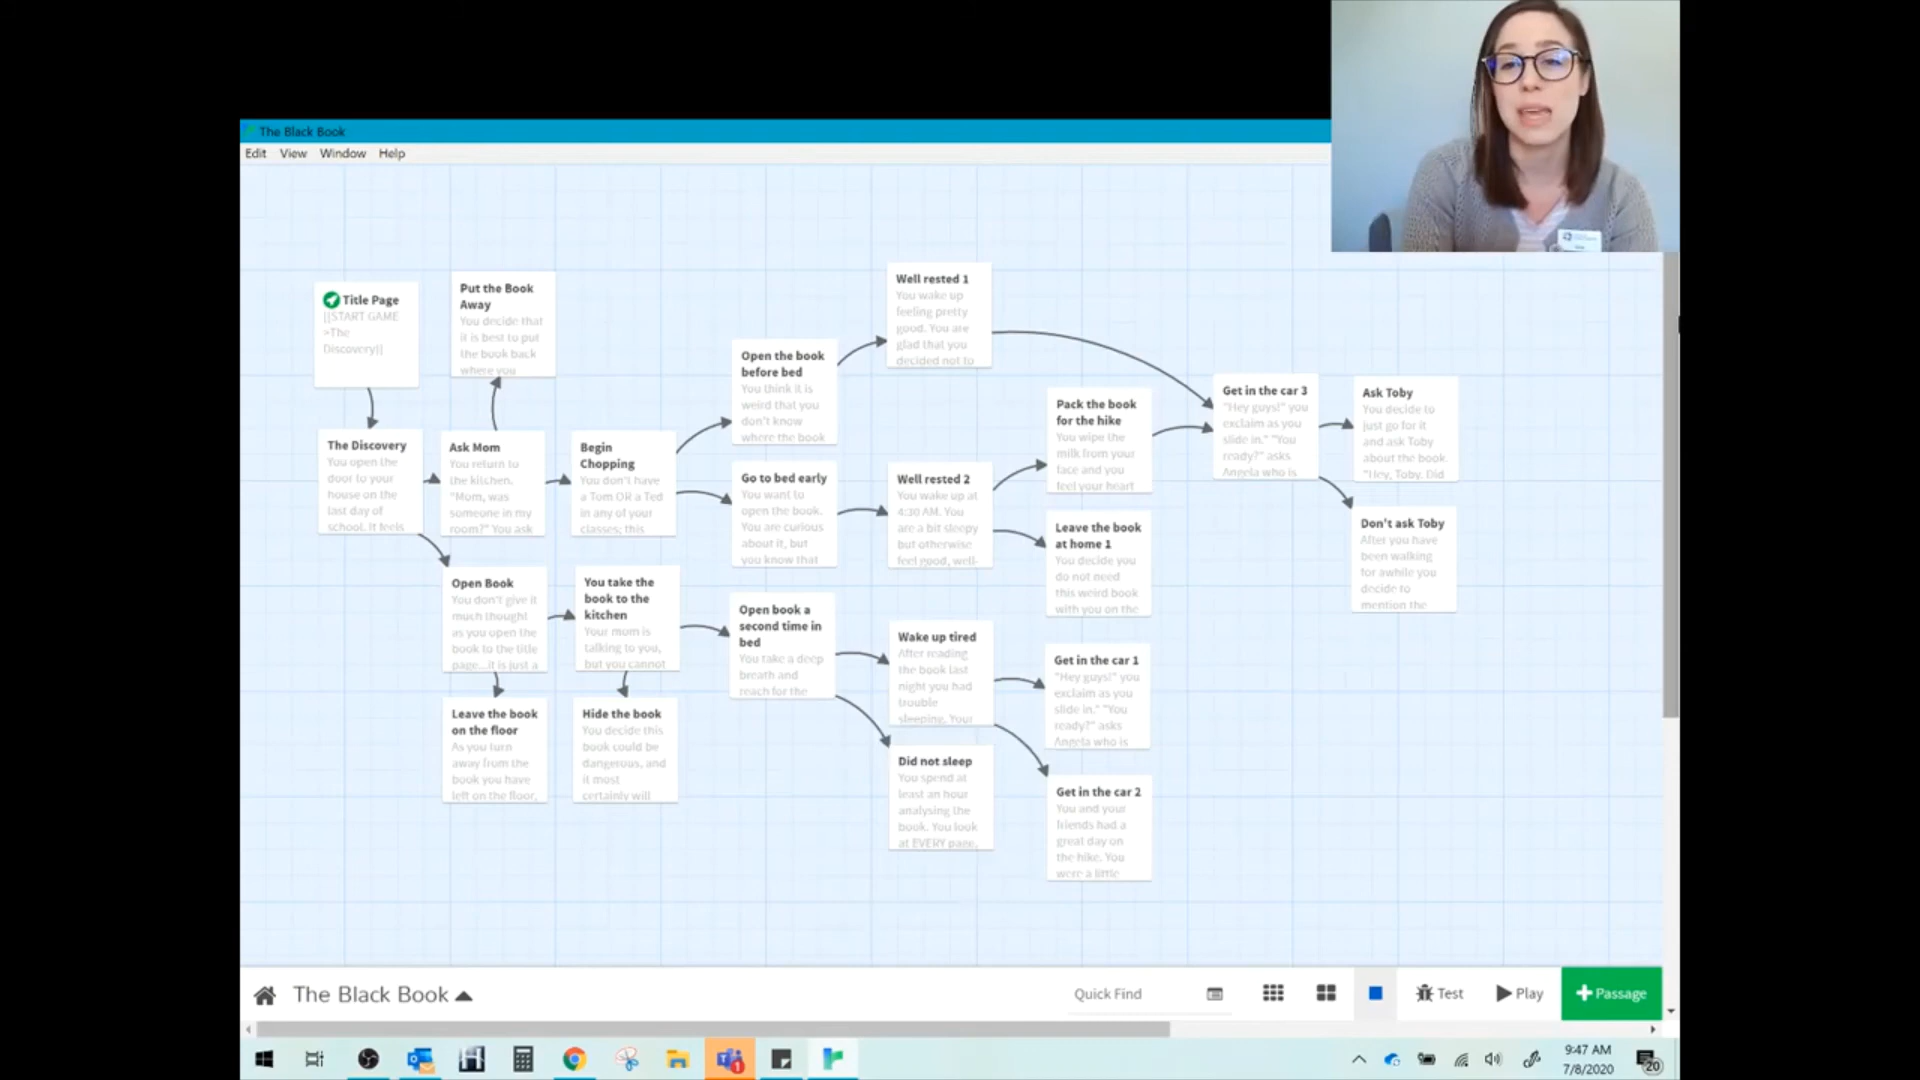 The Black Book
Edit View Window Help
Title Page
[[START GAME
>The
Discovery]]
Put the Book
Away
You decide that
it is best to put
the book back
where you
Well rested 1
You wake up
feeling pretty
good. You are
glad that you
decided not to
Open the book
before bed
You think it is
weird that you
don't know
where the book
Pack the book
for the hike
You wipe the
milk from your
face and you
feel your heart
Get in the car 3
"Hey guys!" you
exclaim as you
slide in." "You
ready?" asks
Angela who is
Ask Toby
You decide to
just go for it
and ask Toby
about the book.
"Hey, Toby. Did
The Discovery
You open the
door to your
house on the
last day of
school. It feels
Ask Mom
You return to
the kitchen.
"Mom, was
someone in my
room?" You ask
Begin
Chopping
You don't have
a Tom OR a Ted
in any of your
classes; this
Go to bed early
You want to
open the book.
You are curious
about it, but
you know that
Well rested 2
You wake up at
4:30 AM. You
are a bit sleepy
but otherwise
feel good, well-
Leave the book
at home 1
You decide you
do not need
this weird book
with you on the
Don't ask Toby
After you have
been walking
for awhile you
decide to
mention the
Open Book
You don't give it
much thought
as you open the
book to the title
page...it is just a
You take the
book to the
kitchen
Your mom is
talking to you,
but you cannot
Open book a
second time in
bed
You take a deep
breath and
reach for the
Wake up tired
After reading
the book last
night you had
trouble
sleeping. Your
Get in the car 1
"Hey guys!" you
exclaim as you
slide in." "You
ready?" asks
Angela who is
Leave the book
on the floor
As you turn
away from the
book you have
left on the floor,
Hide the book
You decide this
book could be
dangerous, and
it most
certainly will
Did not sleep
You spend at
least an hour
analysing the
book. You look
at EVERY page,
Get in the car 2
You and your
friends had a
great day on
the hike. You
were a little
The Black Book
Quick Find
Test
Play
+Passage
9:47 AM
7/8/2020
1
20